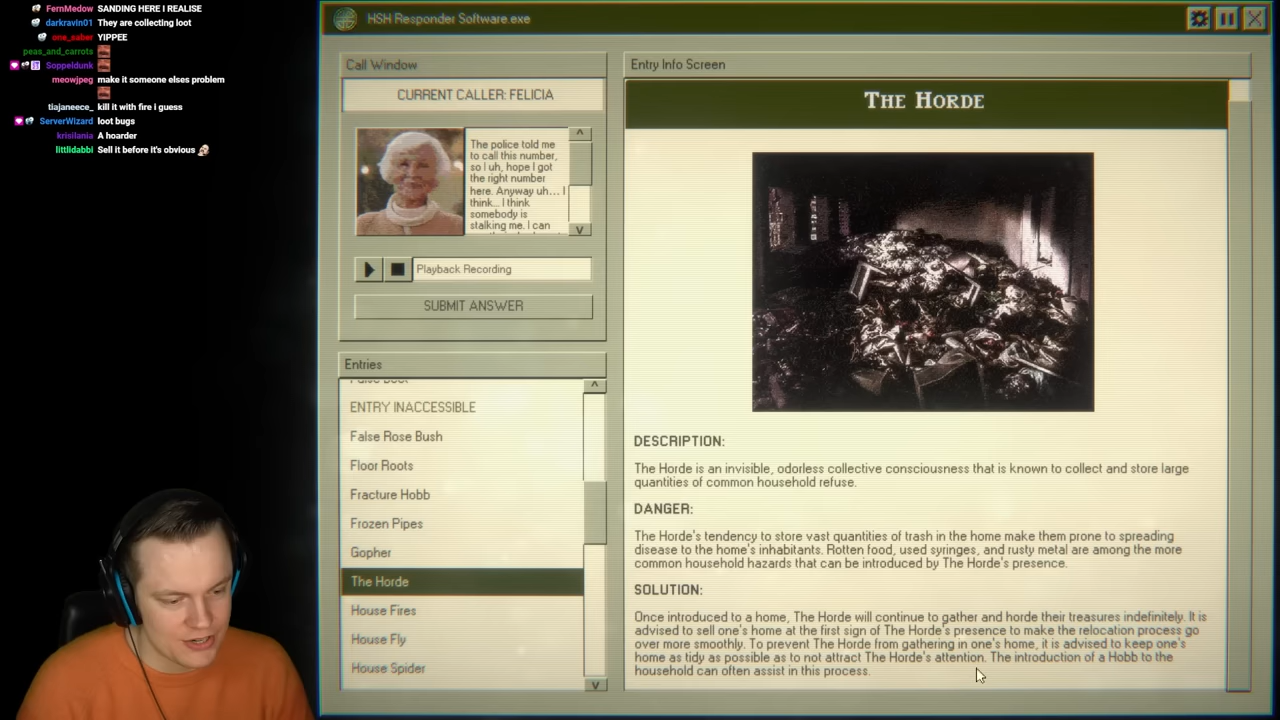 FernMedow SANDING HERE I REALISE
darkravin01 They are collecting loot
one_saber YIPPEE
peas_and_carrots
Soppeldunk
meowjpeg make it someone elses problem
tiajaneece_ kill it with fire i guess
ServerWizard loot bugs
krisilania A hoarder
littlidabbi Sell it before it's obvious
HSH Responder Software.exe
Call Window
CURRENT CALLER: FELICIA
The police told me
to call this number,
so I uh, hope I got
the right number
here. Anyway uh... I
think... I think
somebody is
stalking me. I can
Playback Recording
SUBMIT ANSWER
Entries
ENTRY INACCESSIBLE
False Rose Bush
Floor Roots
Fracture Hobb
Frozen Pipes
Gopher
The Horde
House Fires
House Fly
House Spider
Entry Info Screen
THE HORDE
DESCRIPTION:
The Horde is an invisible, odorless collective consciousness that is known to collect and store large
quantities of common household refuse.
DANGER:
The Horde's tendency to store vast quantities of trash in the home make them prone to spreading
disease to the home's inhabitants. Rotten food, used syringes, and rusty metal are among the more
common household hazards that can be introduced by The Horde's presence.
SOLUTION:
Once introduced to a home, The Horde will continue to gather and horde their treasures indefinitely. It is
advised to sell one's home at the first sign of The Horde's presence to make the relocation process go
over more smoothly. To prevent The Horde from gathering in one's home, it is advised to keep one's
home as tidy as possible as to not attract The Horde's attention. The introduction of a Hobb to the
household can often assist in this process.